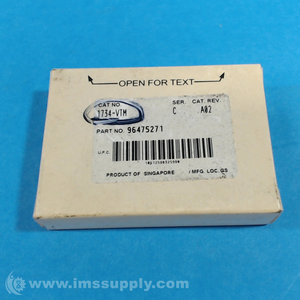 OPEN FOR TEXT
CAT NO. SER. CAT. REV.
1734-VTM C A02
PART NO. 96475271
U.P.C.
PRODUCT OF SINGAPORE MFG. LOC. QS
© www.imssupply.com/